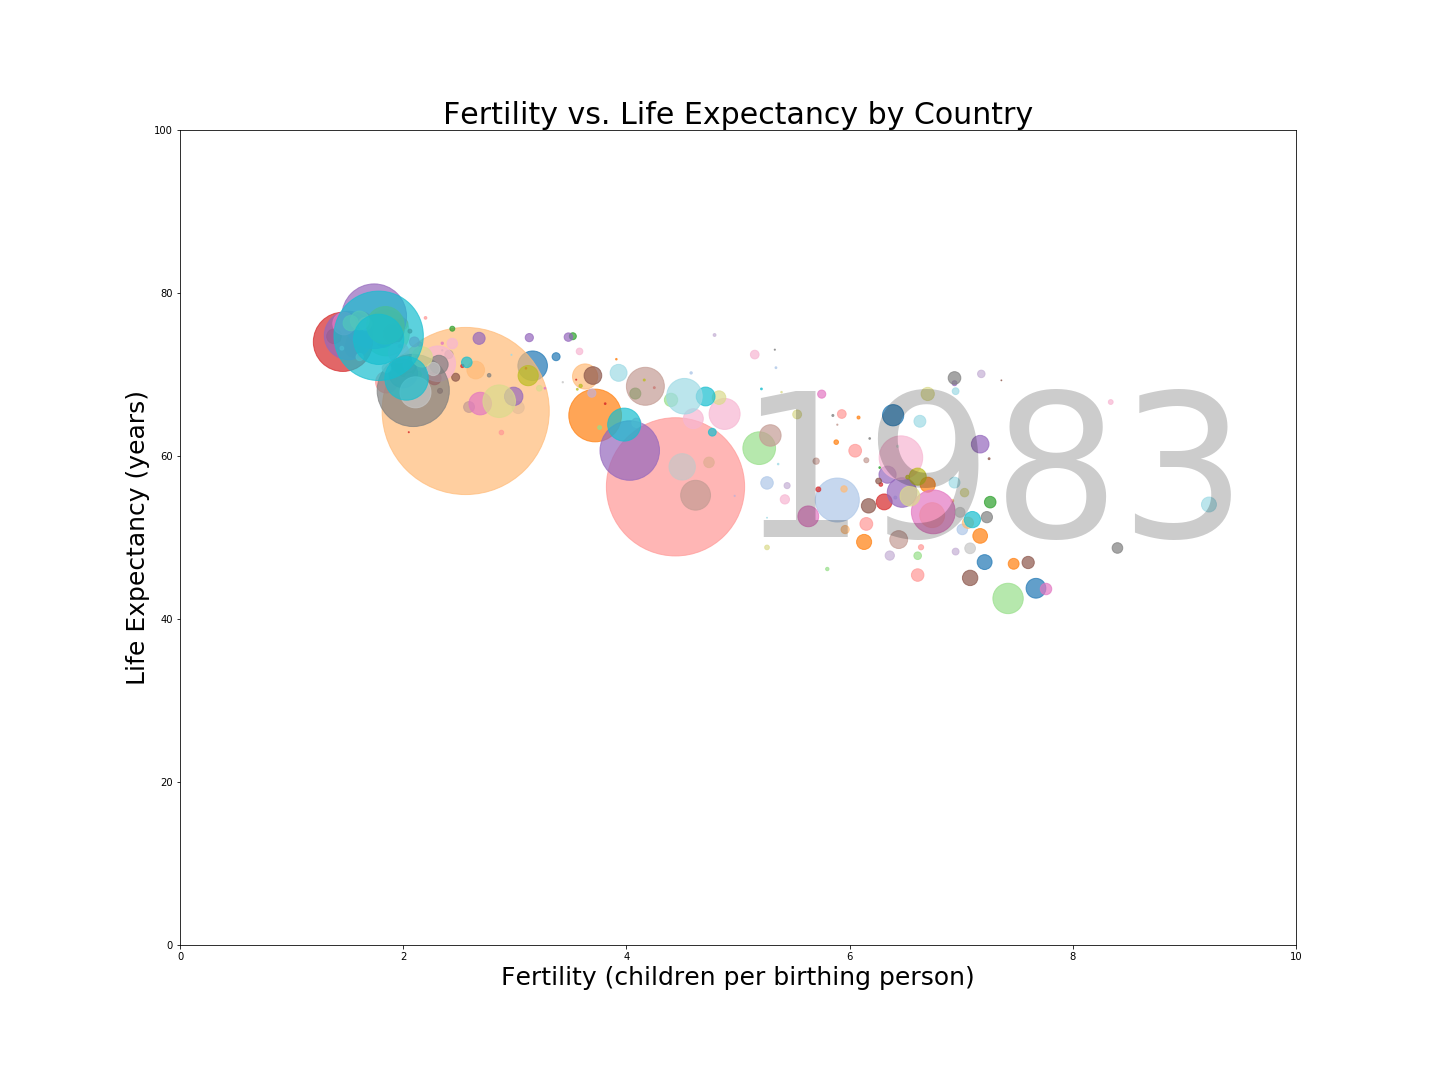 Fertility vs. Life Expectancy by Country
100
80
60
40
20
0
Life Expectancy (years)
1983
0 2 4 6 8 10
Fertility (children per birthing person)